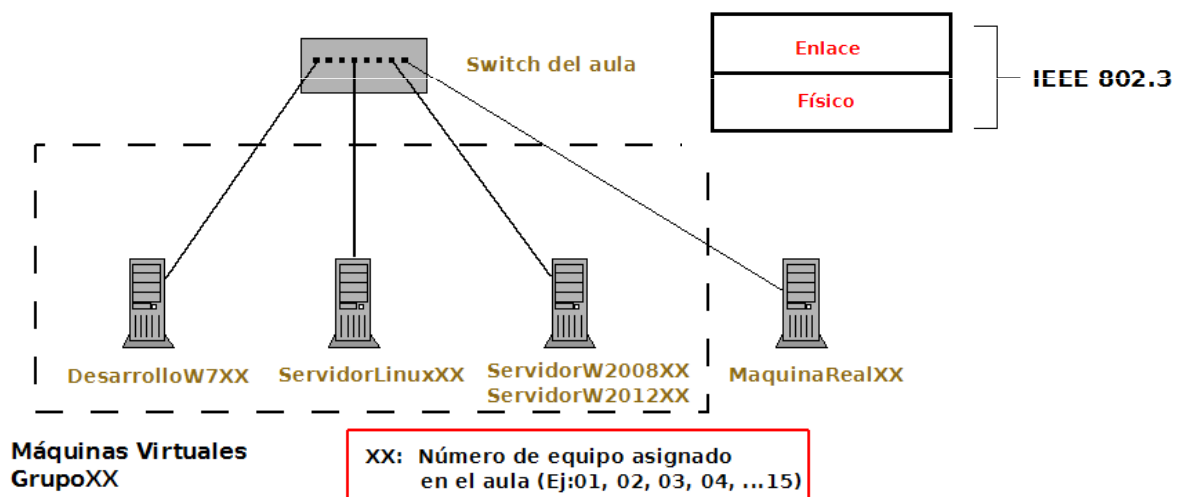 Switch del aula
Enlace
Físico
IEEE 802.3
DesarrolloW7XX
ServidorLinuxXX
ServidorW2008XX
ServidorW2012XX
MaquinaRealXX
Máquinas Virtuales
GrupoXX
XX: Número de equipo asignado
en el aula (Ej:01, 02, 03, 04, ...15)